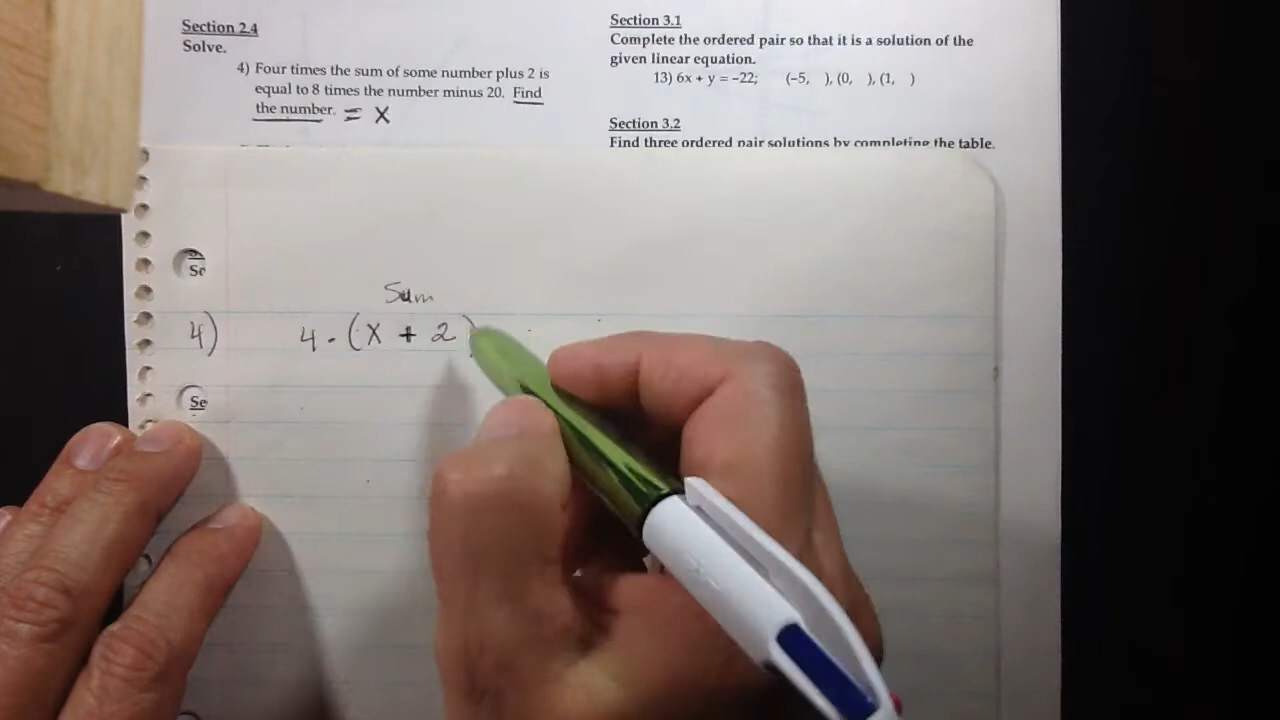 Section 2.4
Solve.
4) Four times the sum of some number plus 2 is
equal to 8 times the number minus 20. Find
the number. = X
Section 3.1
Complete the ordered pair so that it is a solution of the
given linear equation.
13) 6x + y = –22; (–5, ), (0, ), (1, )
Section 3.2
Find three ordered pair solutions by completing the table.
Sum
4) 4 · (X + 2)
Se